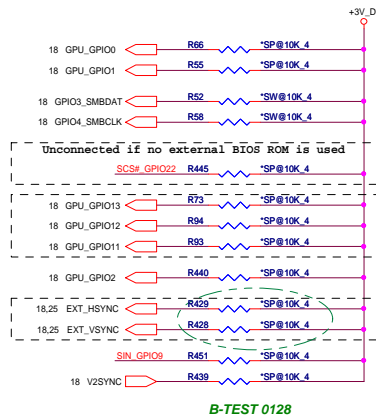 +3V_D
18 GPU_GPIO0 R66 *SP@10K_4
18 GPU_GPIO1 R55 *SP@10K_4
18 GPIO3_SMBDAT R52 *SW@10K_4
18 GPIO4_SMBCLK R58 *SW@10K_4
Unconnected if no external BIOS ROM is used
SCS#_GPIO22 R445 *SP@10K_4
18 GPU_GPIO13 R73 *SP@10K_4
18 GPU_GPIO12 R94 *SP@10K_4
18 GPU_GPIO11 R93 *SP@10K_4
18 GPU_GPIO2 R440 *SP@10K_4
18,25 EXT_HSYNC R429 *SP@10K_4
18,25 EXT_VSYNC R428 *SP@10K_4
SIN_GPIO9 R451 *SP@10K_4
18 V2SYNC R439 *SP@10K_4
B-TEST 0128